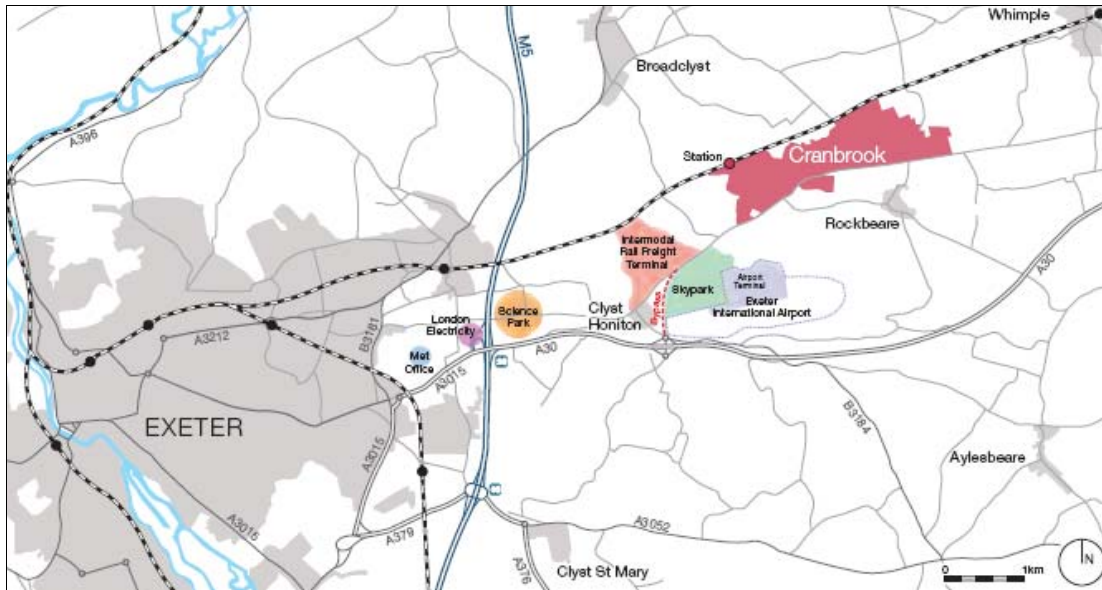 Whimple
M5
Broadclyst
A396
Station
Cranbrook
Rockbeare
Intermodal
Rail Freight
Terminal
Airport
Terminal
Skypark
Exeter
International Airport
Bypass
A30
Clyst
Honiton
Science
Park
London
Electricity
B3181
A3212
Met
Office
A30
A3015
EXETER
B3184
A3015
Aylesbeare
A3015
A379
A3052
A376
Clyst St Mary
0 1km
N